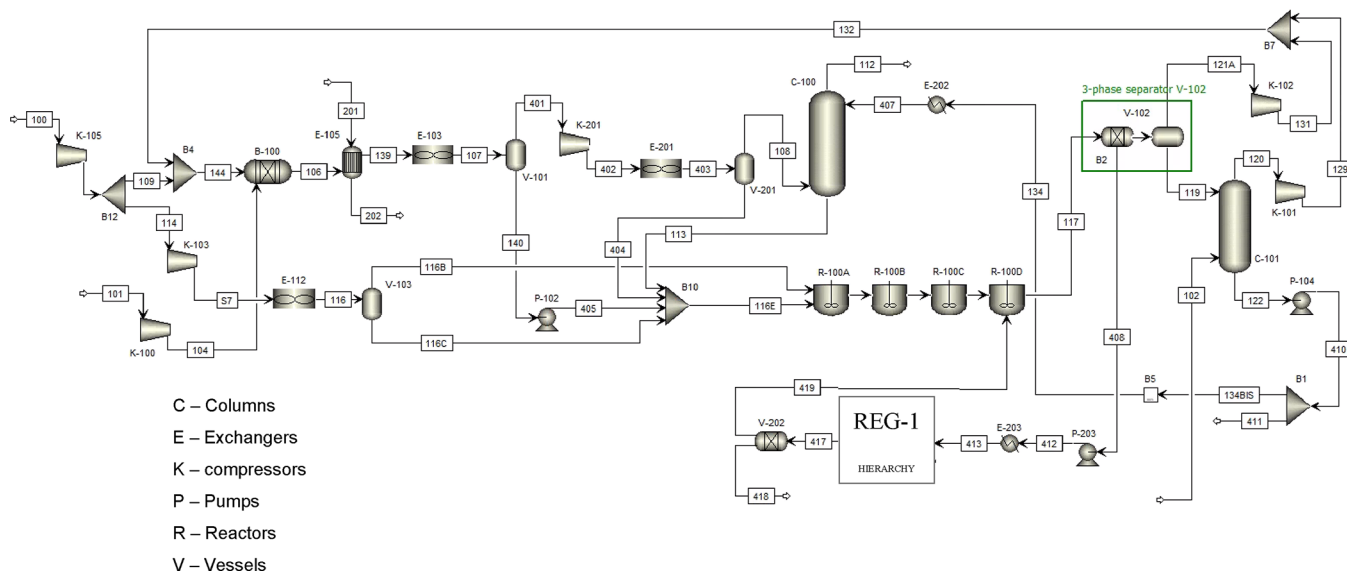 132
B7
100
K-105
201
E-105
401
K-201
C-100
112
407
E-202
121A
K-102
131
3-phase separator V-102
V-102
B2
B4
109
144
B-100
106
139
E-103
107
V-101
402
E-201
403
V-201
108
134
117
119
120
K-101
129
B12
114
K-103
202
140
404
113
C-101
P-104
101
S7
E-112
116
V-103
116B
P-102
405
B10
116E
R-100A
R-100B
R-100C
R-100D
102
122
K-100
104
116C
408
410
419
B5
134BIS
B1
411
V-202
417
REG-1
HIERARCHY
413
E-203
412
P-203
418
C – Columns
E – Exchangers
K – compressors
P – Pumps
R – Reactors
V – Vessels